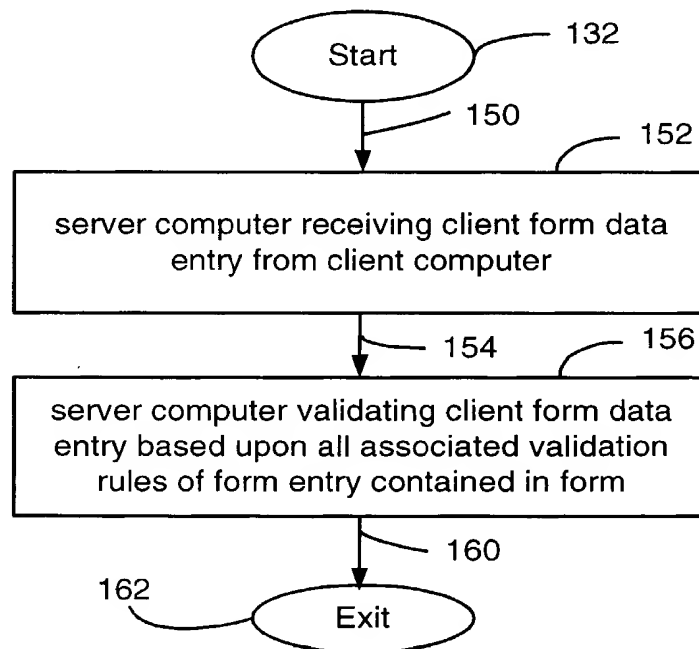 Start
132
150
152
server computer receiving client form data
entry from client computer
154
156
server computer validating client form data
entry based upon all associated validation
rules of form entry contained in form
160
162
Exit